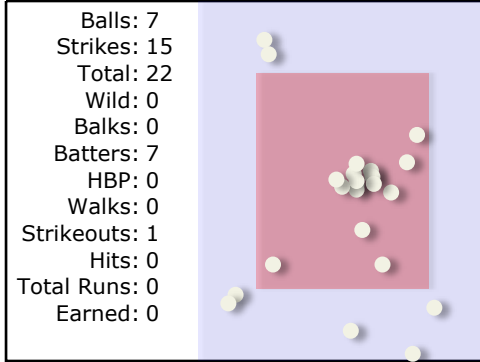 Balls: 7
Strikes: 15
Total: 22
Wild: 0
Balks: 0
Batters: 7
HBP: 0
Walks: 0
Strikeouts: 1
Hits: 0
Total Runs: 0
Earned: 0